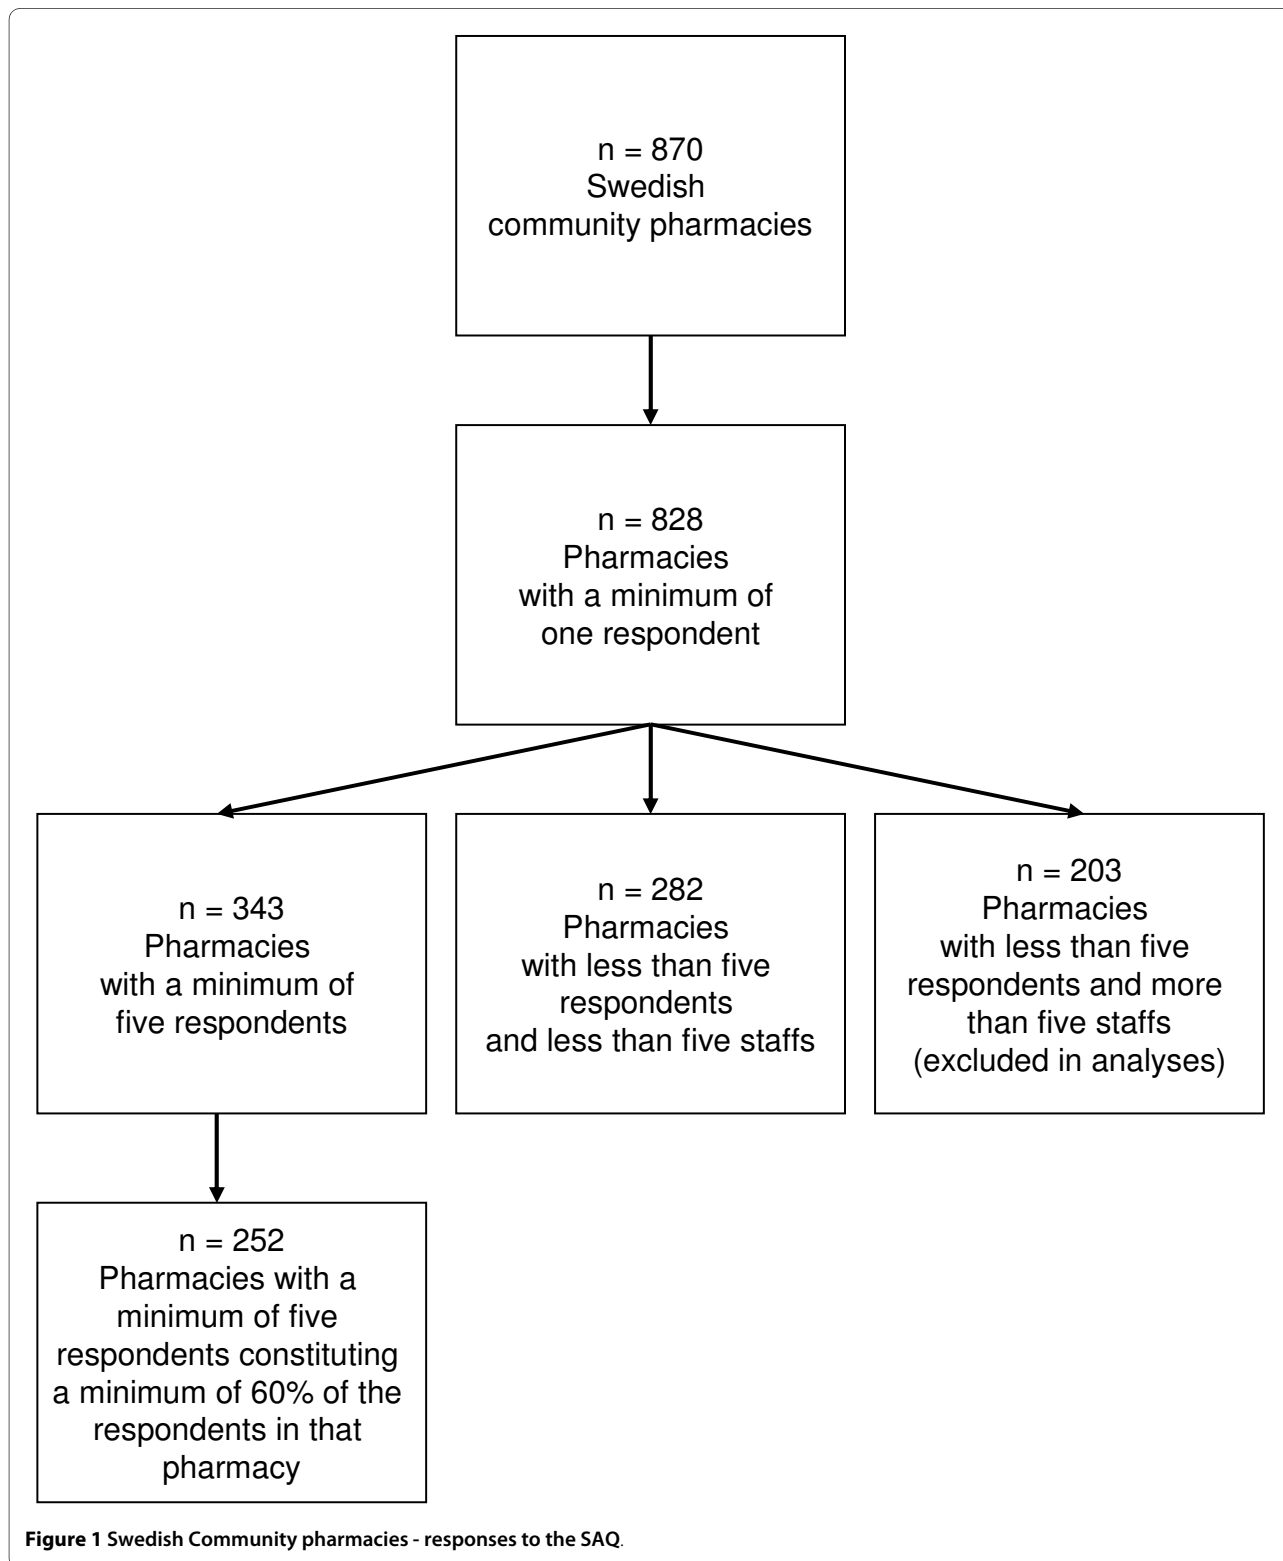 n = 870
Swedish
community pharmacies
n = 828
Pharmacies
with a minimum of
one respondent
n = 343
Pharmacies
with a minimum of
five respondents
n = 282
Pharmacies
with less than five
respondents
and less than five staffs
n = 203
Pharmacies
with less than five
respondents and more
than five staffs
(excluded in analyses)
n = 252
Pharmacies with a
minimum of five
respondents constituting
a minimum of 60% of the
respondents in that
pharmacy
Figure 1 Swedish Community pharmacies - responses to the SAQ.